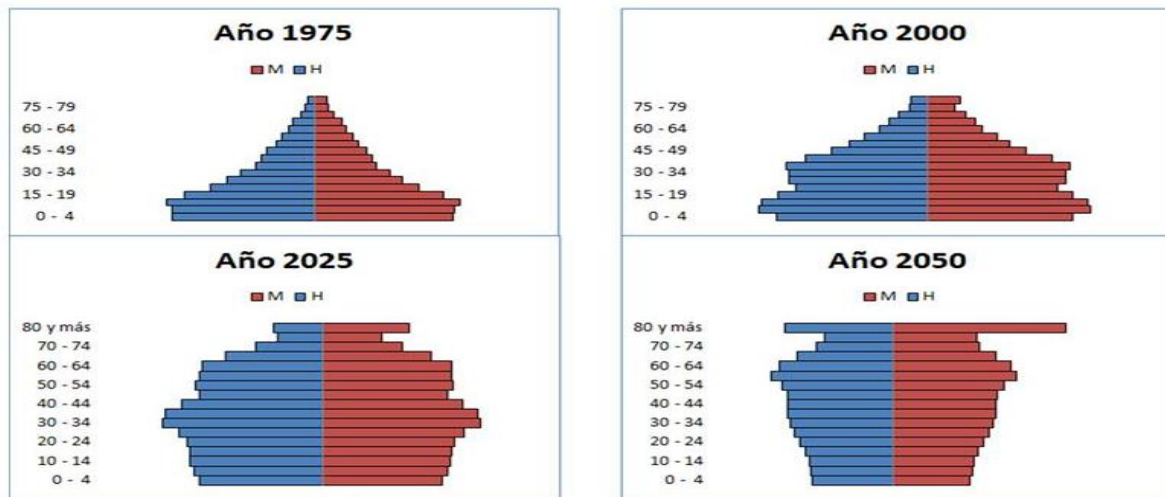 Año 1975
M H
75 - 79
60 - 64
45 - 49
30 - 34
15 - 19
0 - 4
Año 2000
M H
75 - 79
60 - 64
45 - 49
30 - 34
15 - 19
0 - 4
Año 2025
M H
80 y más
70 - 74
60 - 64
50 - 54
40 - 44
30 - 34
20 - 24
10 - 14
0 - 4
Año 2050
M H
80 y más
70 - 74
60 - 64
50 - 54
40 - 44
30 - 34
20 - 24
10 - 14
0 - 4